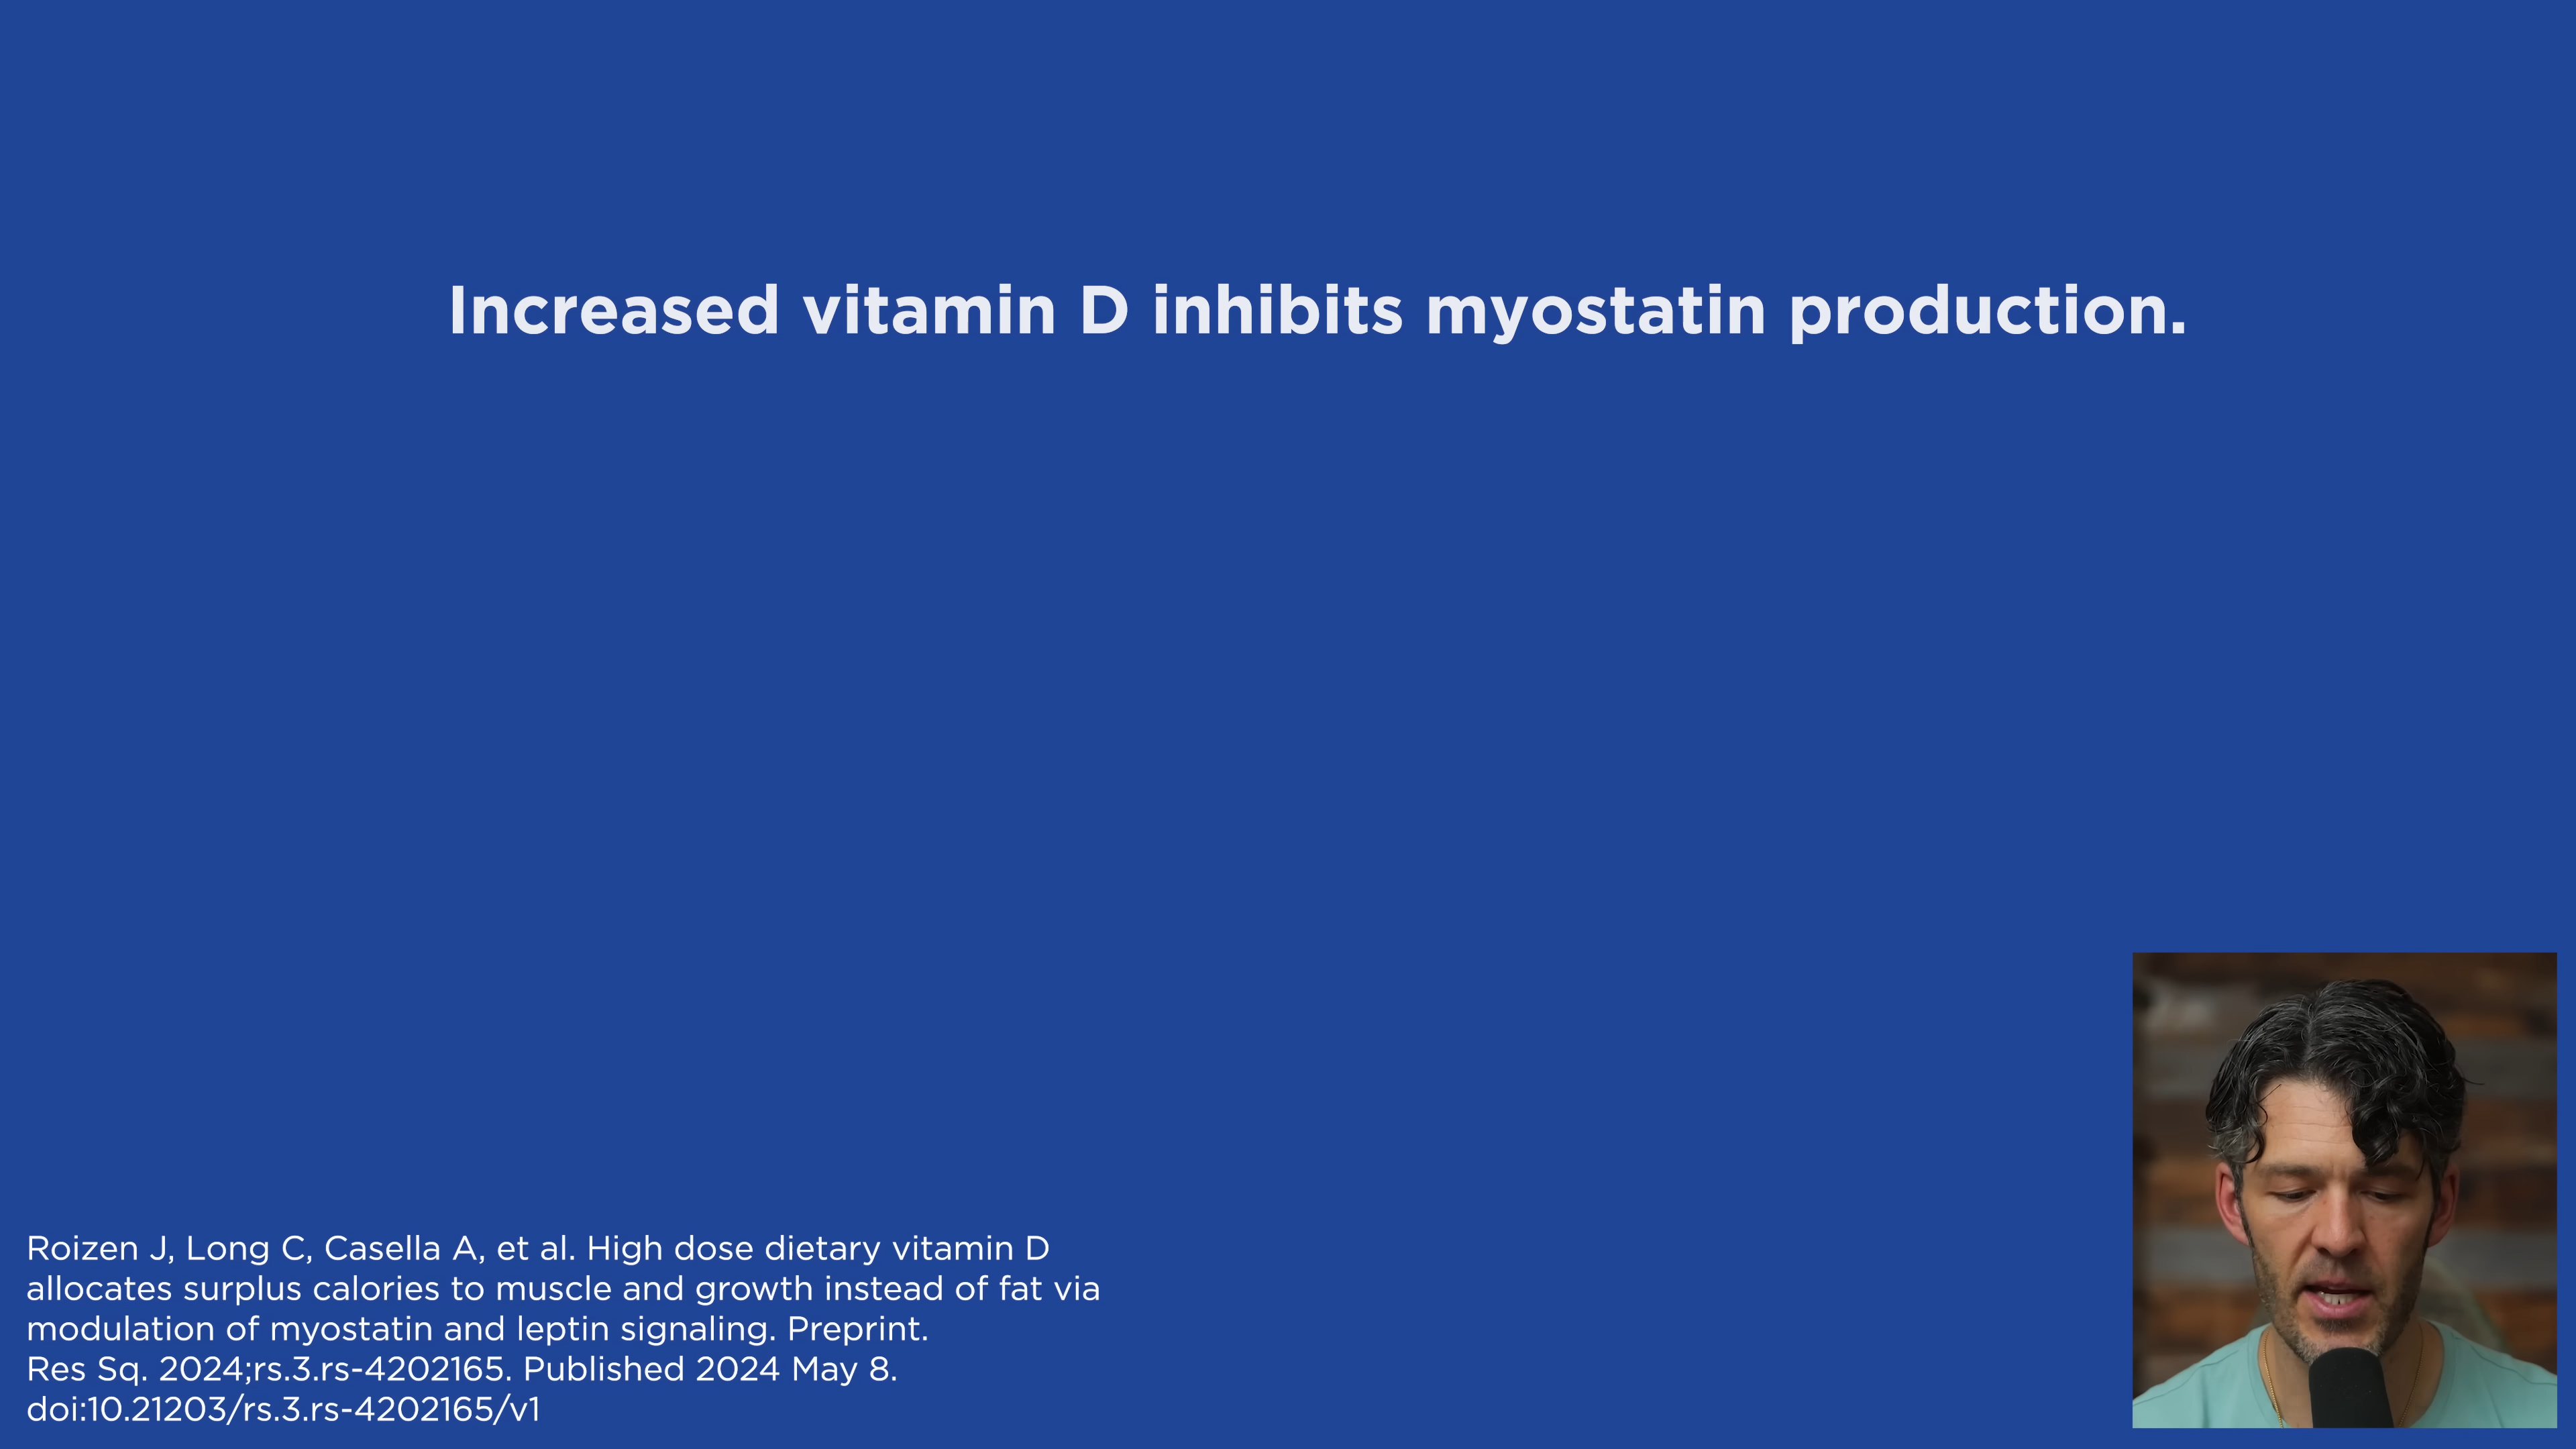 Increased vitamin D inhibits myostatin production.
Roizen J, Long C, Casella A, et al. High dose dietary vitamin D
allocates surplus calories to muscle and growth instead of fat via
modulation of myostatin and leptin signaling. Preprint.
Res Sq. 2024;rs.3.rs-4202165. Published 2024 May 8.
doi:10.21203/rs.3.rs-4202165/v1